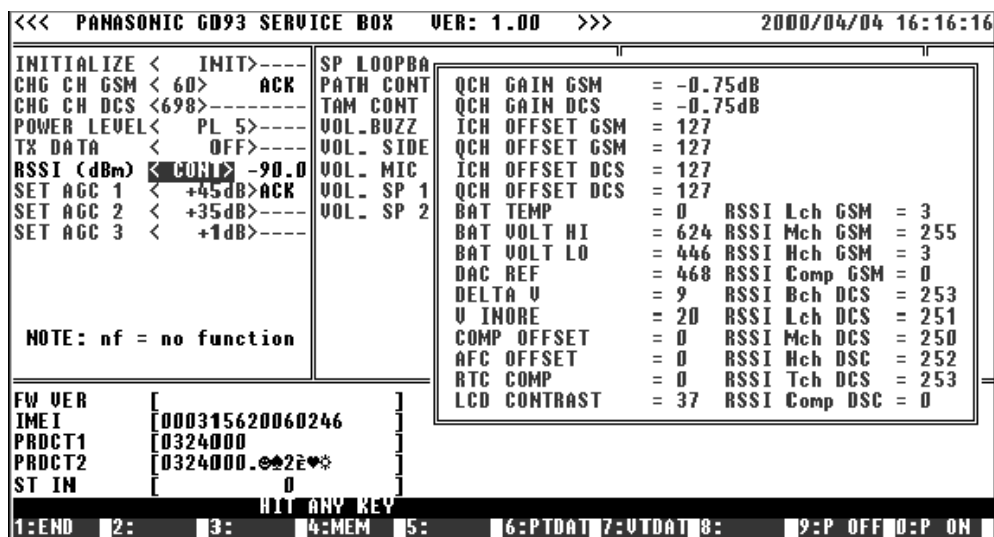 <<< PANASONIC GD93 SERVICE BOX VER: 1.00 >>> 2000/04/04 16:16:16
INITIALIZE < INIT>----
CHG CH GSM < 60> ACK
CHG CH DCS <698>---------
POWER LEVEL< PL 5>----
TX DATA < OFF>----
RSSI (dBm) < CONT> -90.0
SET AGC 1 < +45dB>ACK
SET AGC 2 < +35dB>----
SET AGC 3 < +1dB>----
NOTE: nf = no function
SP LOOPBA
PATH CONT
TAM CONT
VOL.BUZZ
VOL. SIDE
VOL. MIC
VOL. SP 1
VOL. SP 2
QCH GAIN GSM = -0.75dB
QCH GAIN DCS = -0.75dB
ICH OFFSET GSM = 127
QCH OFFSET GSM = 127
ICH OFFSET DCS = 127
QCH OFFSET DCS = 127
BAT TEMP = 0 RSSI Lch GSM = 3
BAT VOLT HI = 624 RSSI Mch GSM = 255
BAT VOLT LO = 446 RSSI Hch GSM = 3
DAC REF = 468 RSSI Comp GSM = 0
DELTA V = 9 RSSI Bch DCS = 253
V INORE = 20 RSSI Lch DCS = 251
COMP OFFSET = 0 RSSI Mch DCS = 250
AFC OFFSET = 0 RSSI Hch DSC = 252
RTC COMP = 0 RSSI Tch DCS = 253
LCD CONTRAST = 37 RSSI Comp DSC = 0
FW VER [ ]
IMEI [000315620060246 ]
PRDCT1 [0324000 ]
PRDCT2 [0324000.☻♠2È♥☼ ]
ST IN [ 0 ]
HIT ANY KEY
1:END 2: 3: 4:MEM 5: 6:PTDAT 7:VTDAT 8: 9:P OFF 0:P ON